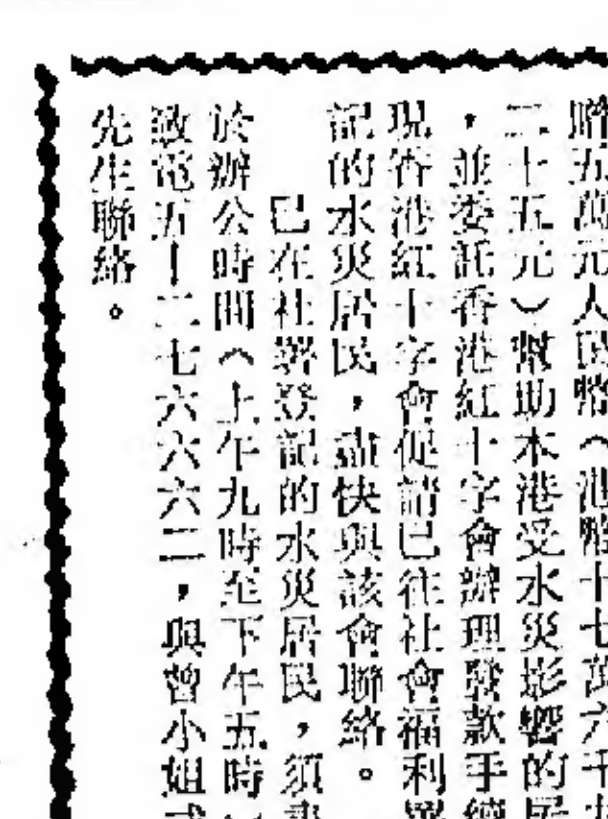 贈五萬元人民幣（港幣十七萬六千
二十五元）幫助本港受水災影響的居
，並委託香港紅十字會辦理發款手續
現香港紅十字會促請已往社會福利署
記的水災居民，盡快與該會聯絡。
已在社署登記的水災居民，須
於辦公時間（上午九時至下午五時
致電五－二七六六六二，與曾小姐或
先生聯絡。